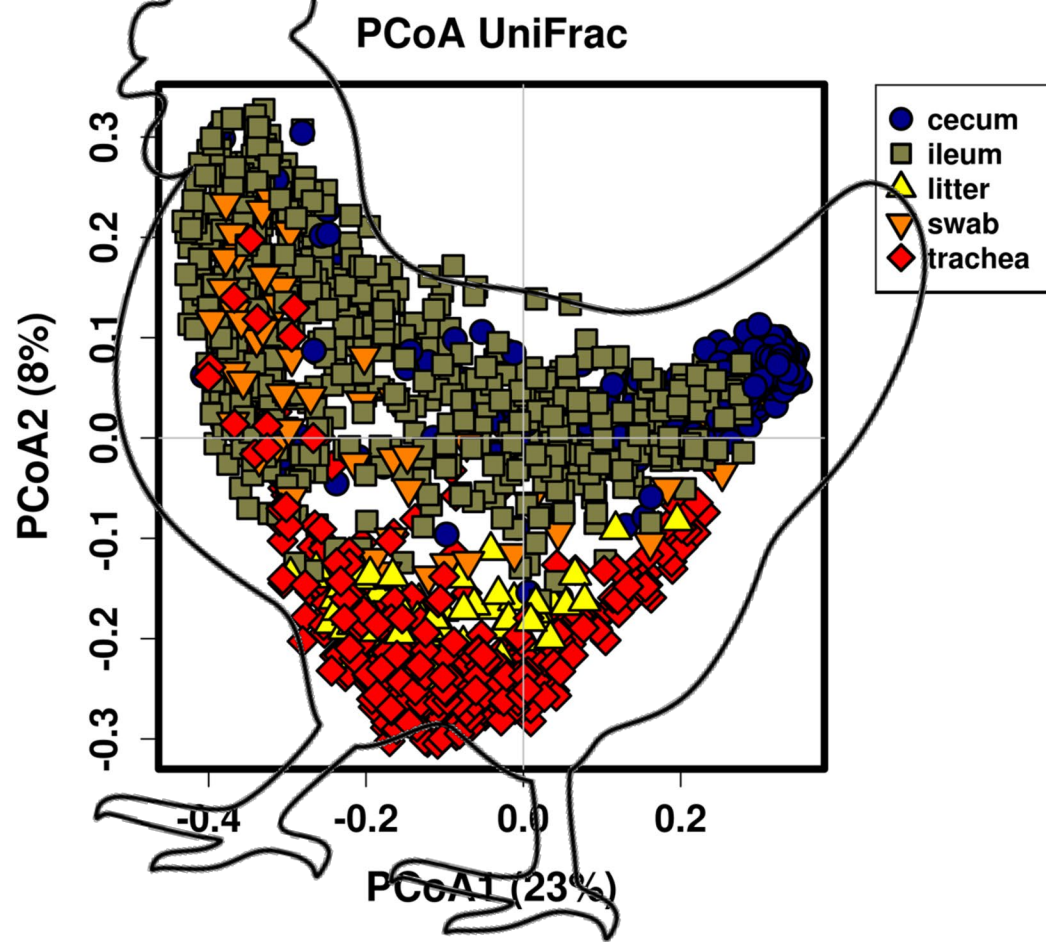 PCoA UniFrac
PCoA2 (8%)
0.3
0.2
0.1
0.0
-0.1
-0.2
-0.3
-0.4
-0.2
0.0
0.2
PCoA1 (23%)
cecum
ileum
litter
swab
trachea